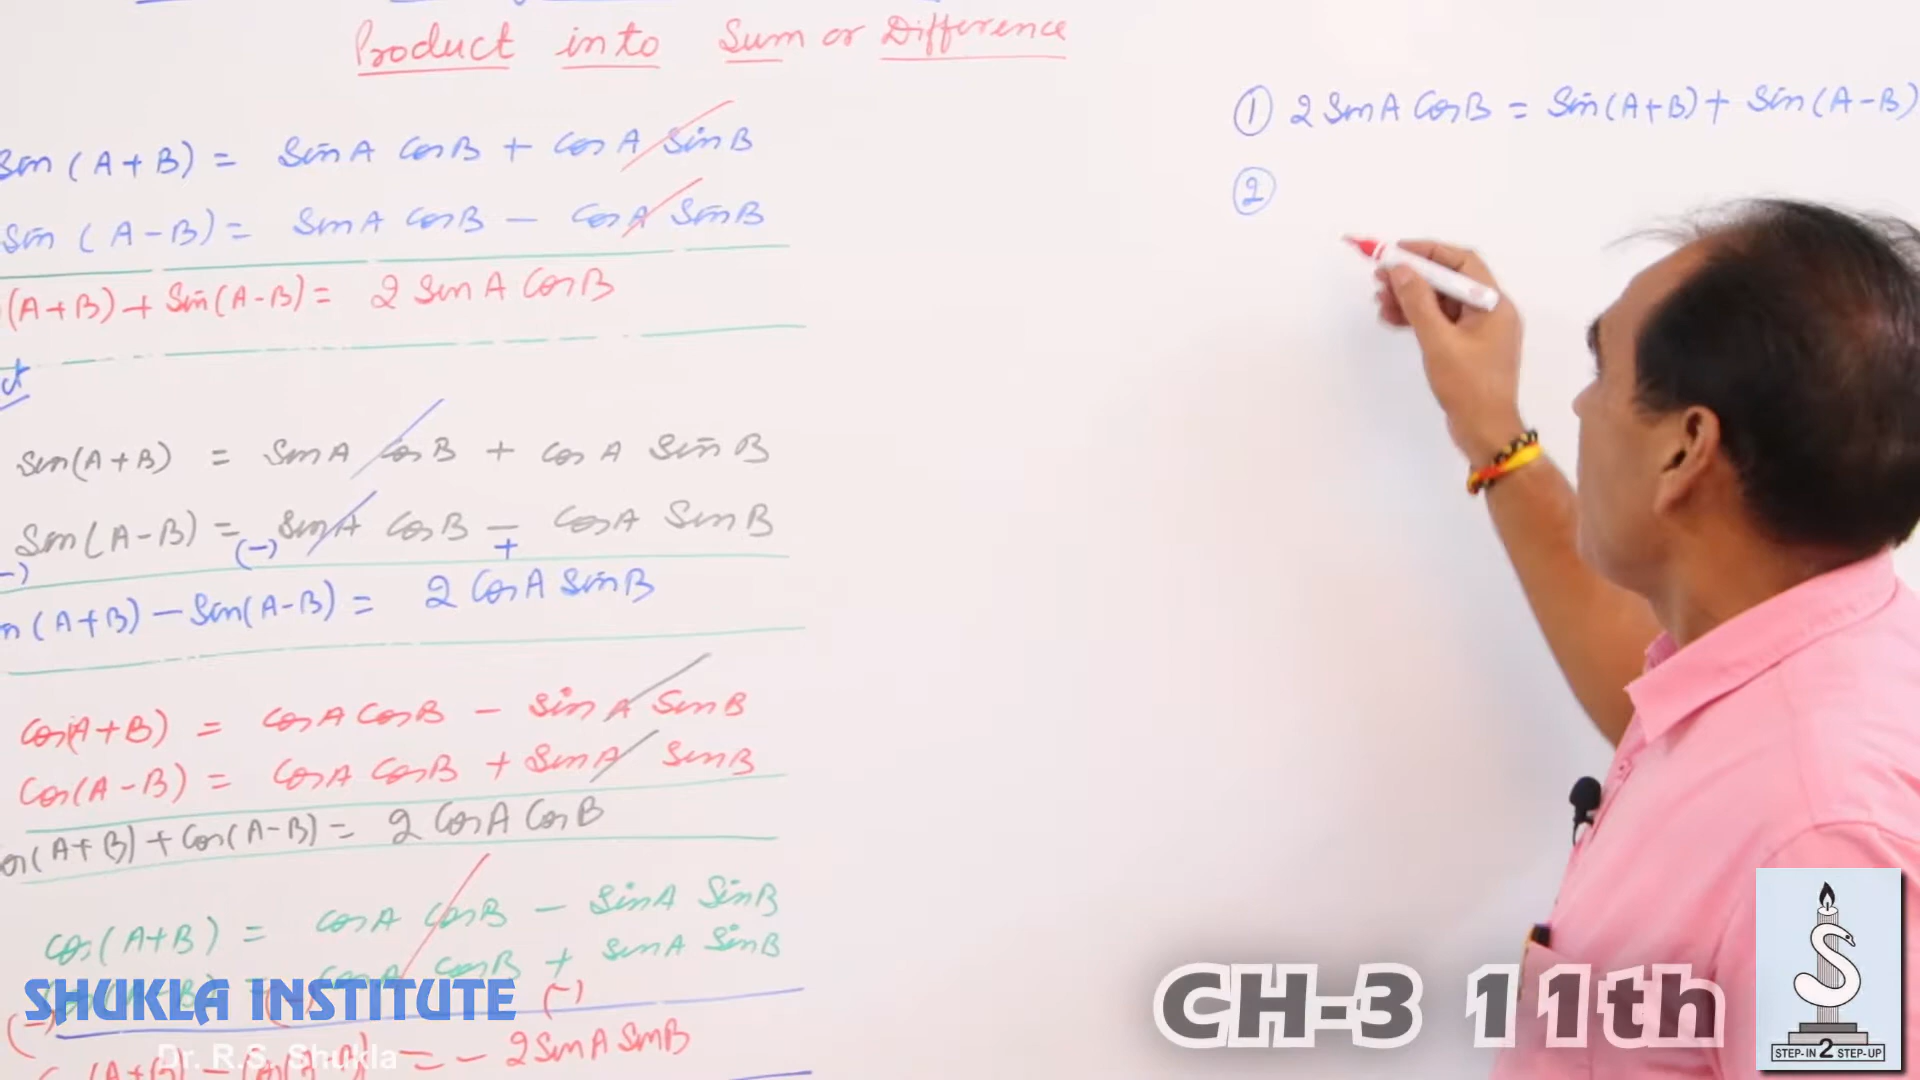 Product into Sum or Difference
Sin (A+B) = Sin A Cos B + Cos A Sin B
Sin (A-B) = Sin A Cos B - Cos A Sin B
(A+B) + Sin (A-B) = 2 Sin A Cos B
Sin(A+B) = Sin A Cos B + Cos A Sin B
Sin(A-B) = Sin A Cos B - Cos A Sin B
(-) +
(A+B) - Sin(A-B) = 2 Cos A Sin B
Cos(A+B) = Cos A Cos B - Sin A Sin B
Cos(A-B) = Cos A Cos B + Sin A Sin B
Cos(A+B) + Cos(A-B) = 2 Cos A Cos B
Cos(A+B) = Cos A Cos B - Sin A Sin B
Cos A Cos B + Sin A Sin B
(-) (-)
= - 2 Sin A Sin B
① 2 Sin A Cos B = Sin(A+B) + Sin(A-B)
②
SHUKLA INSTITUTE
Dr. R.S. Shukla
CH-3 11th
STEP-IN 2 STEP-UP